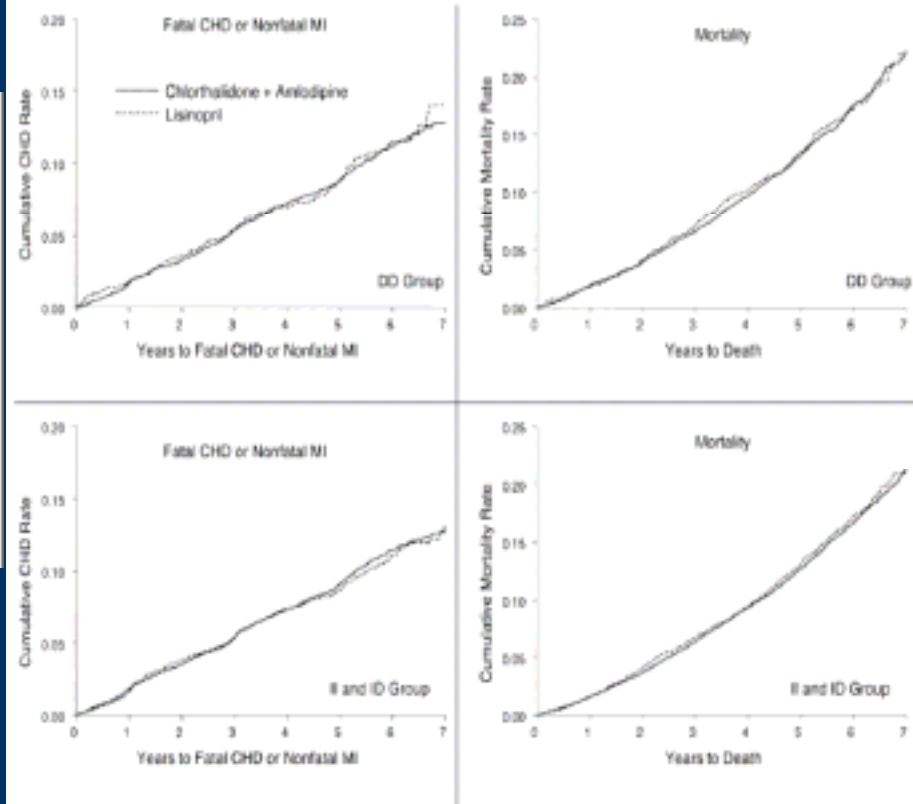 Fatal CHD or Nonfatal MI
Cumulative CHD Rate
0.20
0.15
0.10
0.05
0.00
Chlorthalidone + Amlodipine
Lisinopril
DD Group
0 1 2 3 4 5 6 7
Years to Fatal CHD or Nonfatal MI
Mortality
Cumulative Mortality Rate
0.25
0.20
0.15
0.10
0.05
0.00
DD Group
0 1 2 3 4 5 6 7
Years to Death
Fatal CHD or Nonfatal MI
Cumulative CHD Rate
0.20
0.15
0.10
0.05
0.00
II and ID Group
0 1 2 3 4 5 6 7
Years to Fatal CHD or Nonfatal MI
Mortality
Cumulative Mortality Rate
0.25
0.20
0.15
0.10
0.05
0.00
II and ID Group
0 1 2 3 4 5 6 7
Years to Death